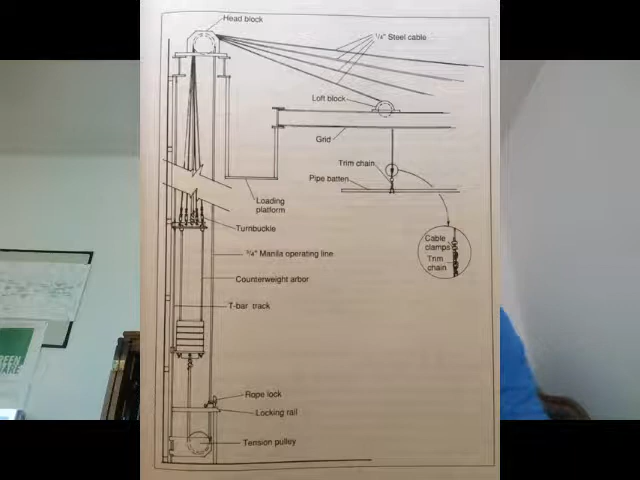 Head block
1/4" Steel cable
Loft block
Grid
Trim chain
Pipe batten
Loading
platform
Turnbuckle
Cable
clamps
Trim
chain
3/4" Manila operating line
Counterweight arbor
T-bar track
GREEN
Rope lock
Locking rail
Tension pulley